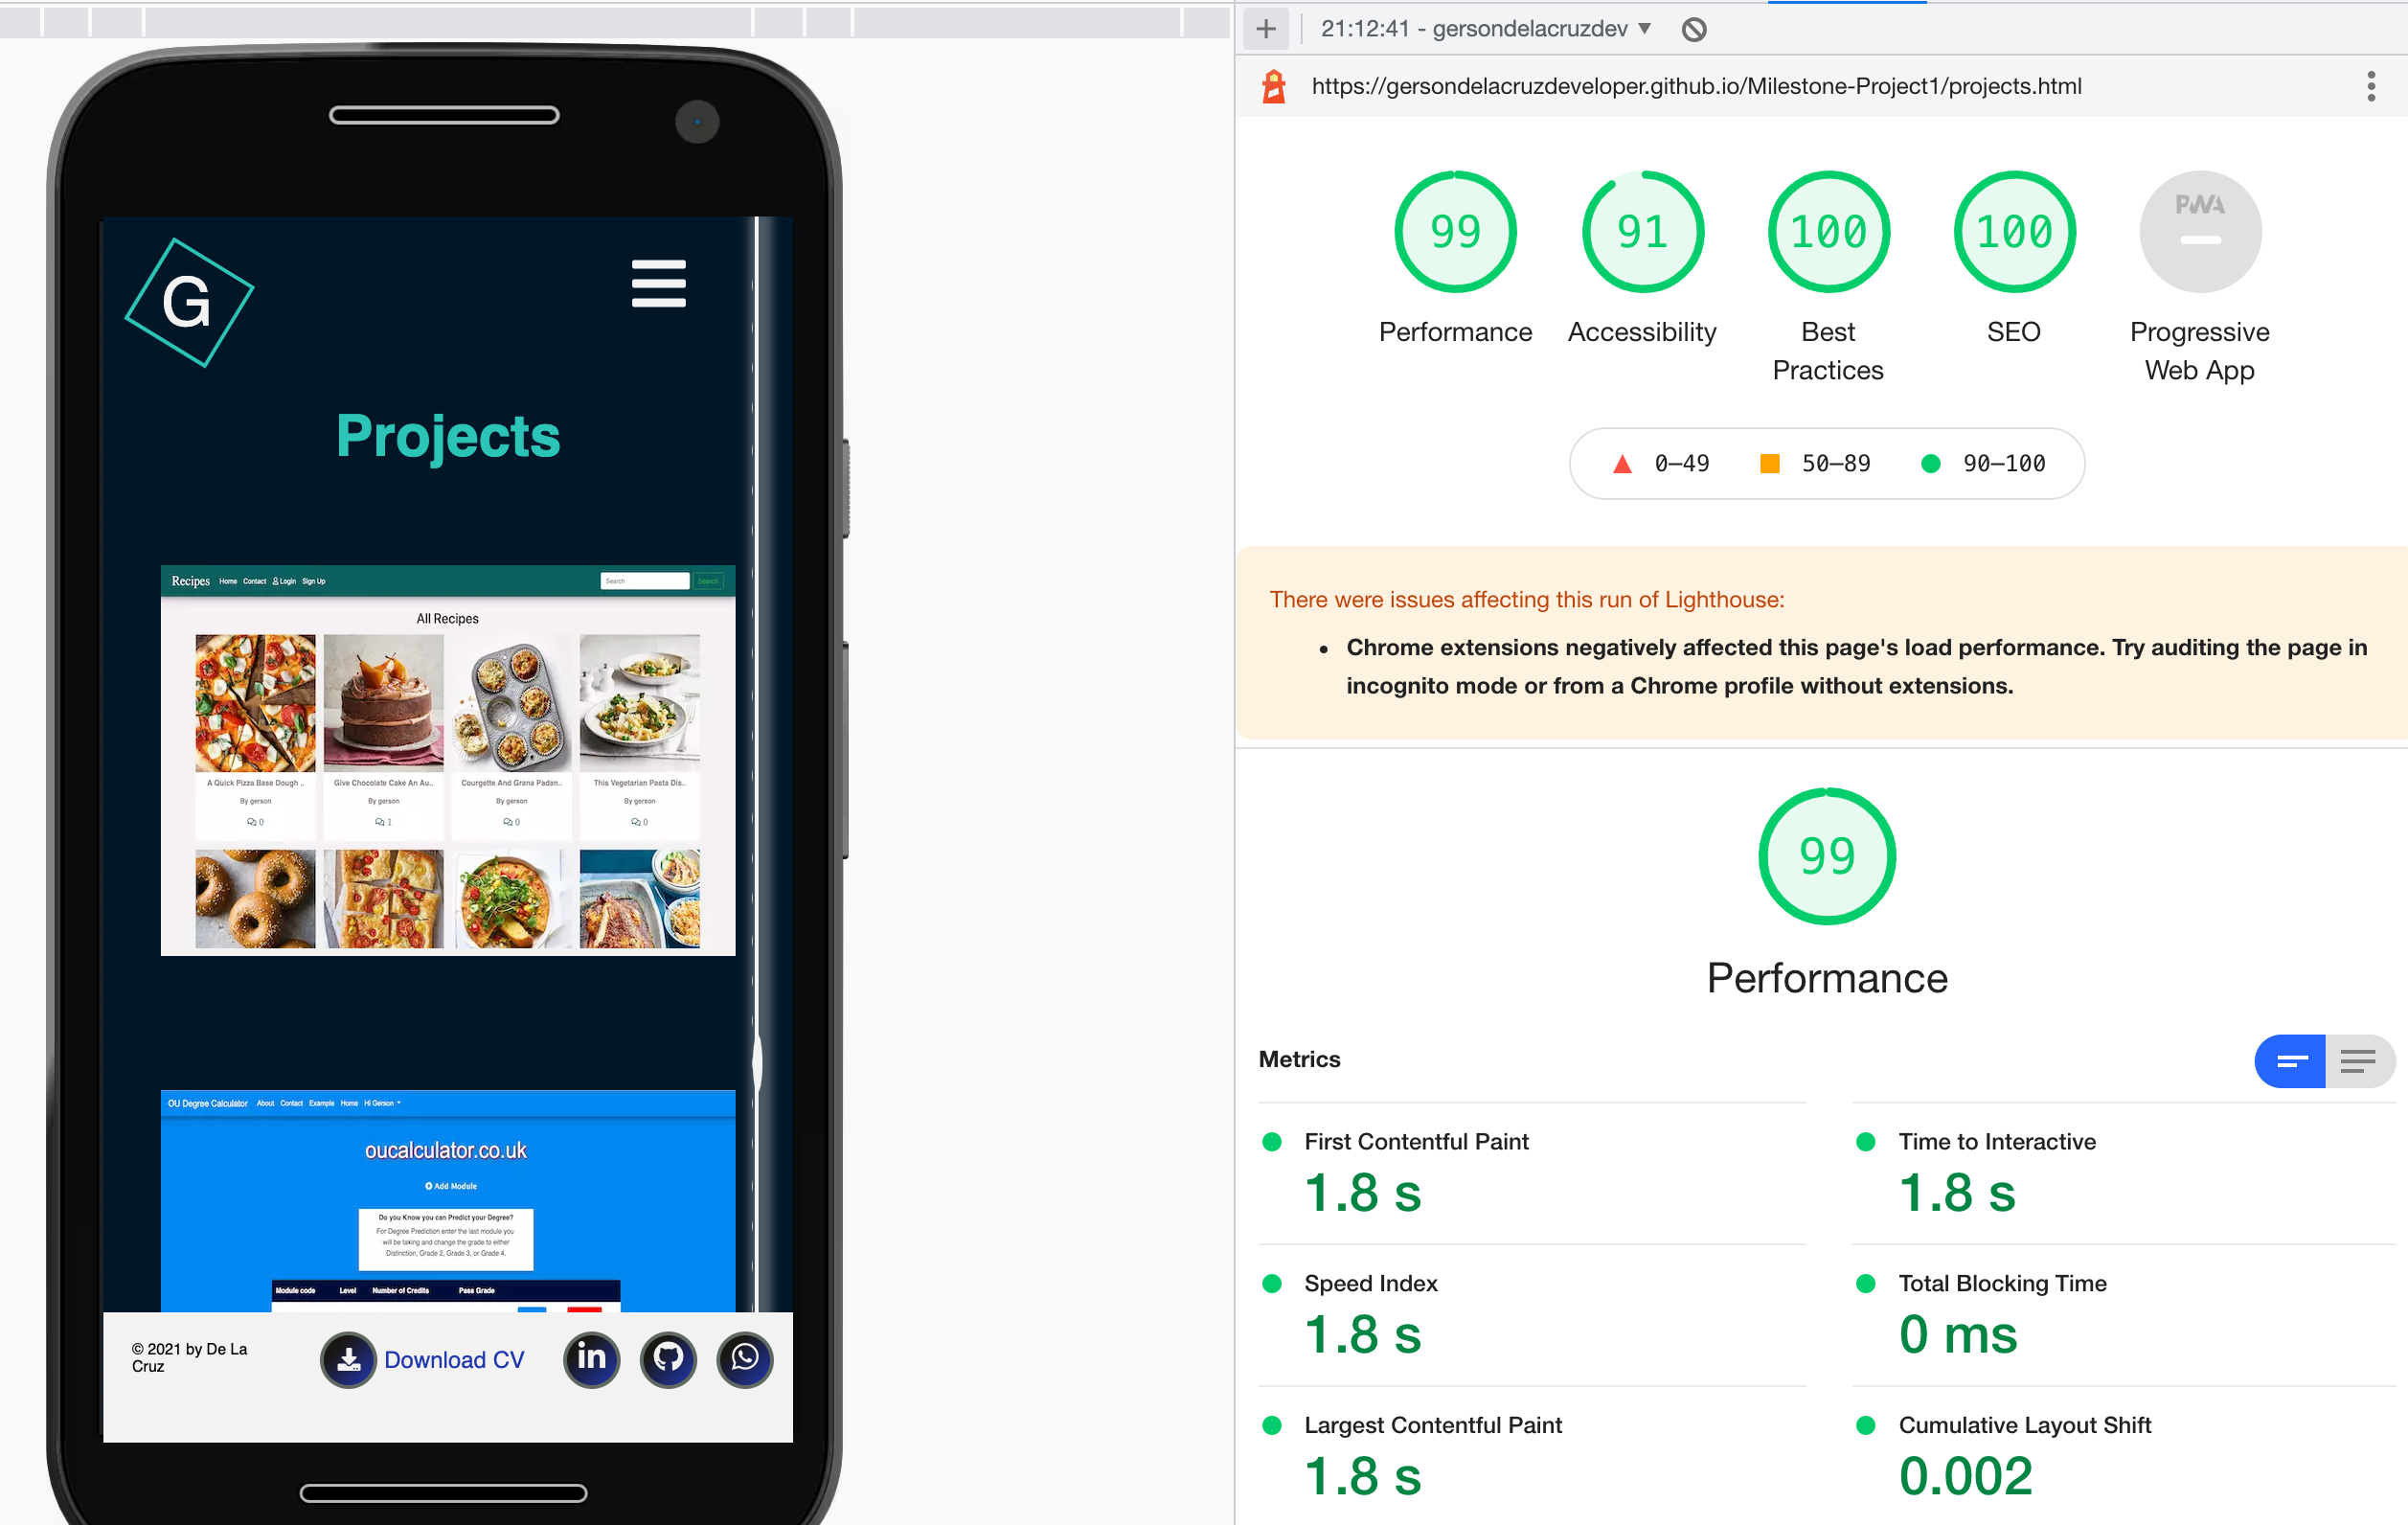 G
Projects
Recipes Home Contact Login Sign Up Search Search
All Recipes
A Quick Pizza Base Dough .. Give Chocolate Cake An Au.. Courgette And Grana Padan.. This Vegetarian Pasta Dis..
By gerson By gerson By gerson By gerson
0 1 0 0
OU Degree Calculator About Contact Example Home Hi Gerson
oucalculator.co.uk
Add Module
Do you Know you can Predict your Degree?
For Degree Prediction enter the last module you
will be taking and change the grade to either
Distinction, Grade 2, Grade 3, or Grade 4.
Module code Level Number of Credits Pass Grade
© 2021 by De La
Cruz
Download CV
in
21:12:41 - gersondelacruzdev
https://gersondelacruzdeveloper.github.io/Milestone-Project1/projects.html
99 91 100 100 PWA
Performance Accessibility Best
Practices SEO Progressive
Web App
0–49 50–89 90–100
There were issues affecting this run of Lighthouse:
• Chrome extensions negatively affected this page's load performance. Try auditing the page in
incognito mode or from a Chrome profile without extensions.
99
Performance
Metrics
First Contentful Paint
1.8 s
Time to Interactive
1.8 s
Speed Index
1.8 s
Total Blocking Time
0 ms
Largest Contentful Paint
1.8 s
Cumulative Layout Shift
0.002